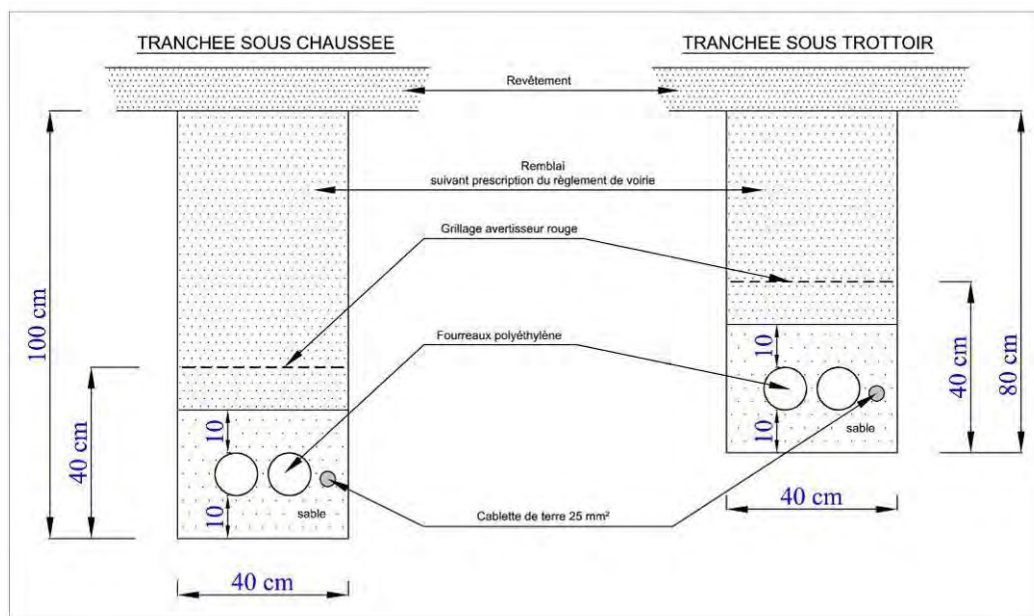 TRANCHEE SOUS CHAUSSEE
TRANCHEE SOUS TROTTOIR
Revêtement
Remblai
suivant prescription du règlement de voirie
Grillage avertisseur rouge
Fourreaux polyéthylène
Cablette de terre 25 mm²
100 cm
40 cm
10
10
sable
40 cm
10
10
sable
40 cm
80 cm
40 cm